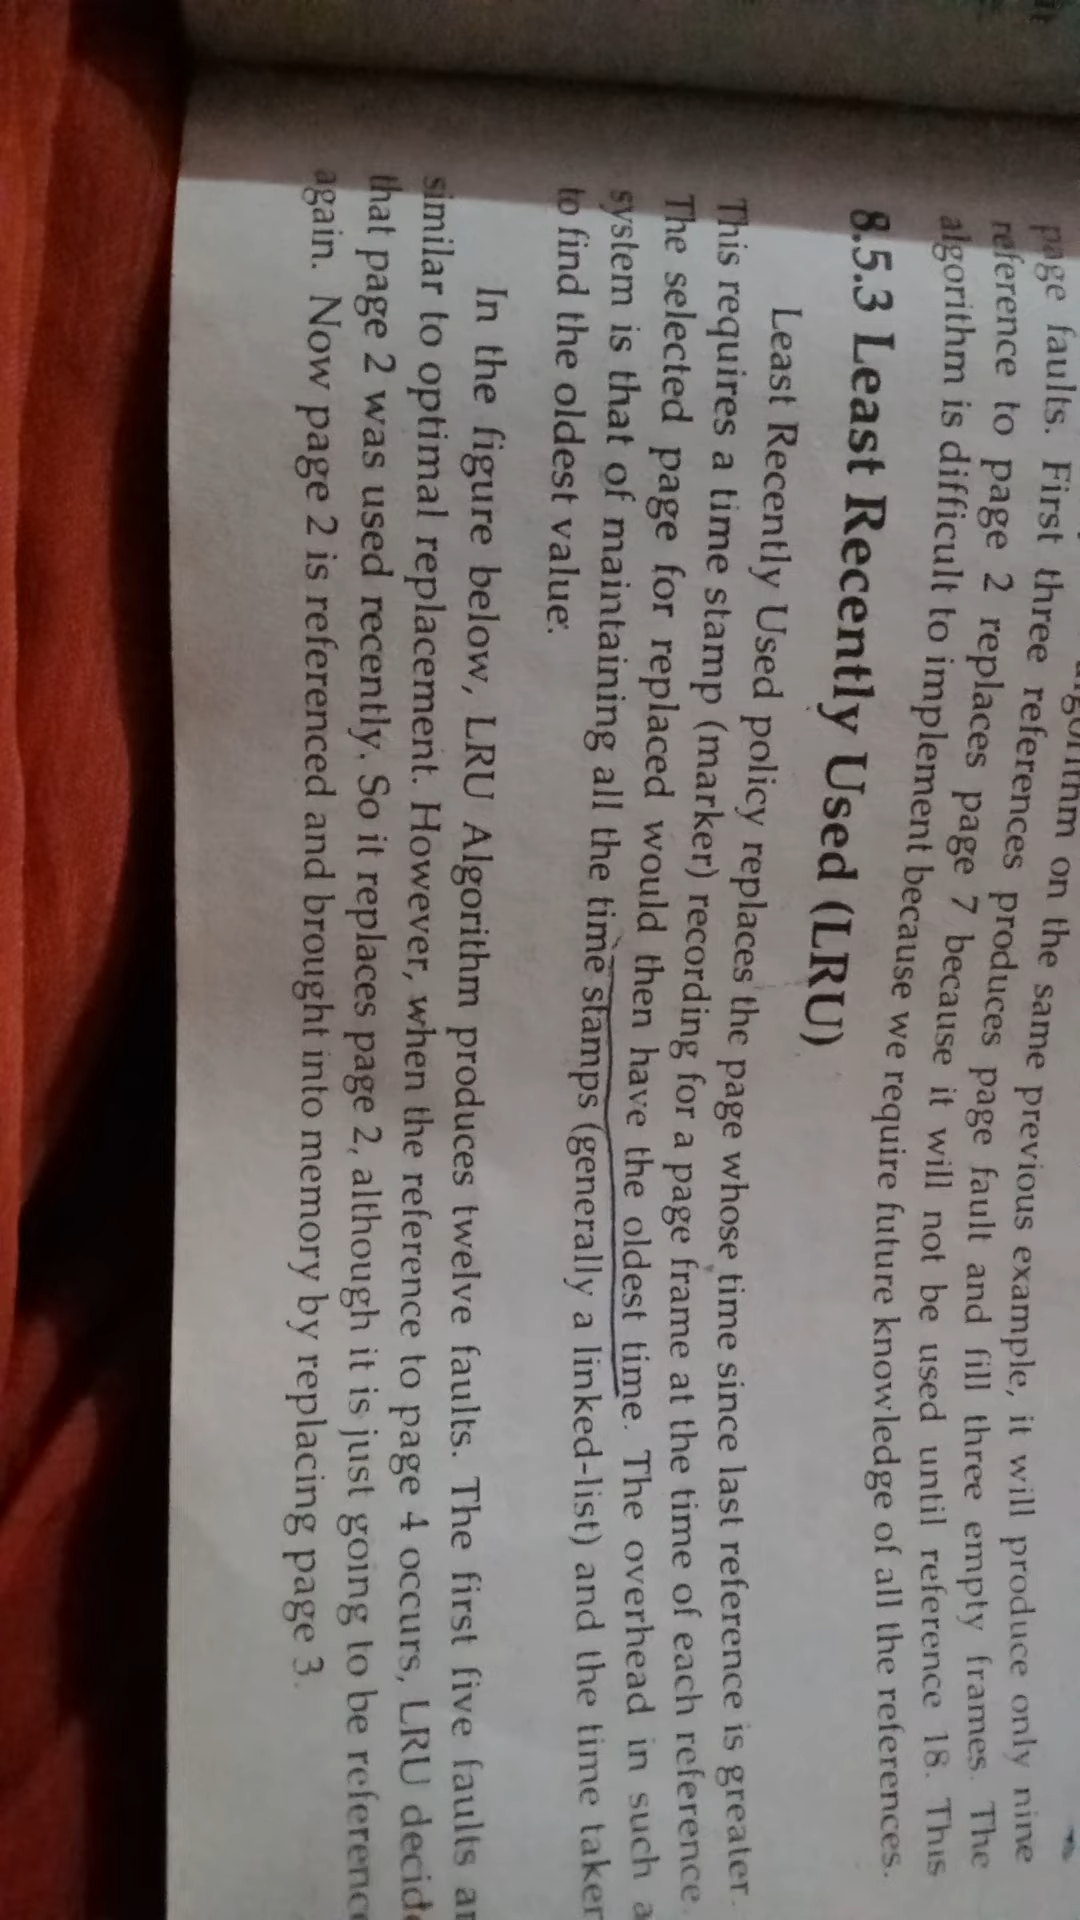 on the same previous example, it will produce only nine
page faults. First three references produces page fault and fill three empty frames. The
reference to page 2 replaces page 7 because it will not be used until reference 18. This
algorithm is difficult to implement because we require future knowledge of all the references.
8.5.3 Least Recently Used (LRU)
Least Recently Used policy replaces the page whose time since last reference is greater.
This requires a time stamp (marker) recording for a page frame at the time of each reference.
The selected page for replaced would then have the oldest time. The overhead in such a
system is that of maintaining all the time stamps (generally a linked-list) and the time taken
to find the oldest value.
In the figure below, LRU Algorithm produces twelve faults. The first five faults ar
similar to optimal replacement. However, when the reference to page 4 occurs, LRU decide
that page 2 was used recently. So it replaces page 2, although it is just going to be reference
again. Now page 2 is referenced and brought into memory by replacing page 3.